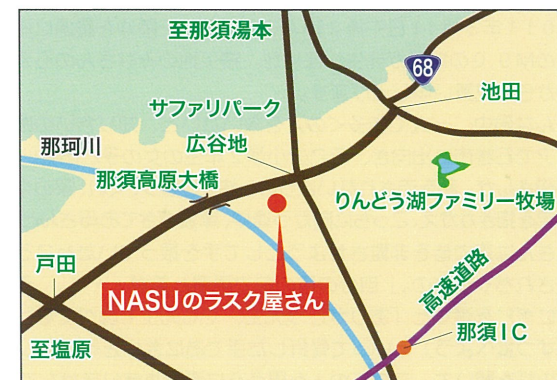 至那須湯本
68
池田
サファリパーク
広谷地
那珂川
那須高原大橋
りんどう湖ファミリー牧場
戸田
高速道路
NASUのラスク屋さん
那須IC
至塩原